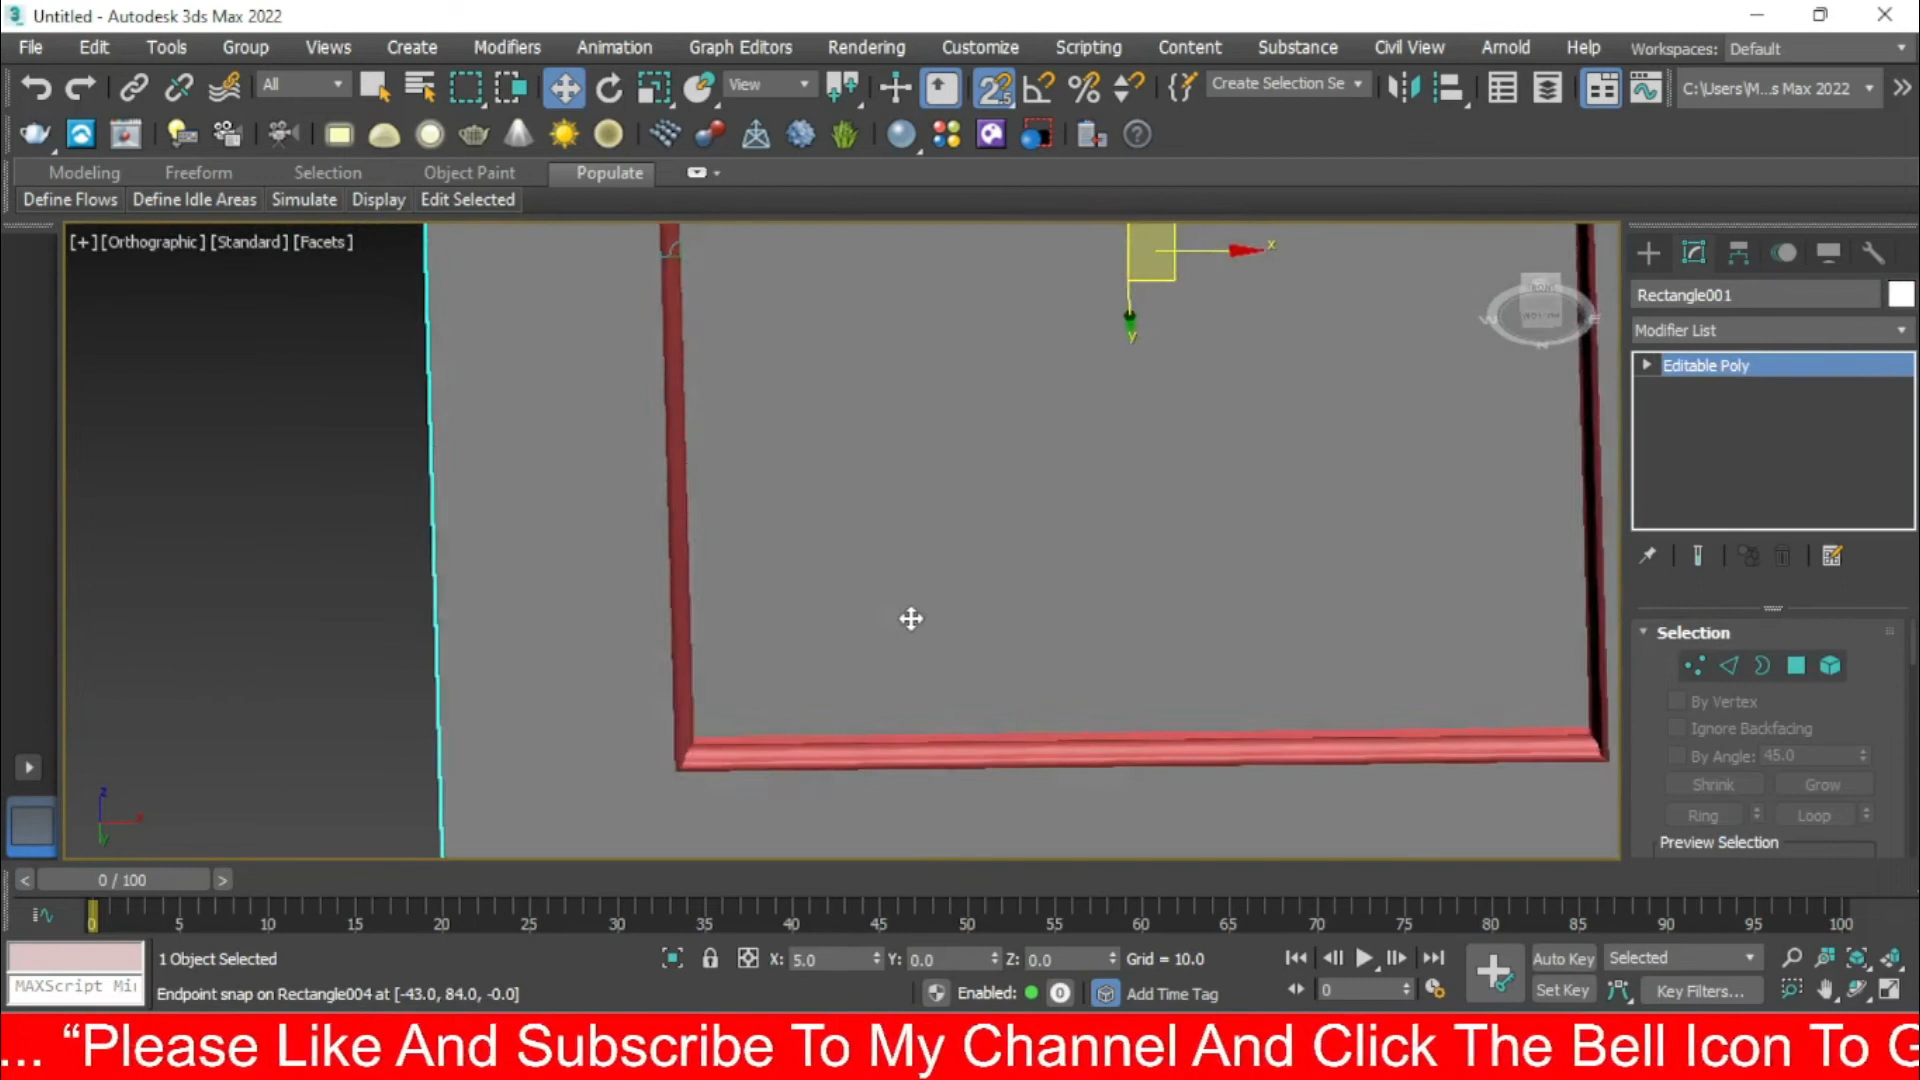 Untitled - Autodesk 3ds Max 2022
File Edit Tools Group Views Create Modifiers Animation Graph Editors Rendering Customize Scripting Content Substance Civil View Arnold Help Workspaces: Default
All View Create Selection Se C:\Users\M...s Max 2022
Modeling Freeform Selection Object Paint Populate
Define Flows Define Idle Areas Simulate Display Edit Selected
[+] [Orthographic] [Standard] [Facets]
x
y
Rectangle001
Modifier List
Editable Poly
Selection
By Vertex
Ignore Backfacing
By Angle: 45.0
Shrink Grow
Ring Loop
Preview Selection
z
x
y
0 / 100
0 5 10 15 20 25 30 35 40 45 50 55 60 65 70 75 80 85 90 95 100
1 Object Selected X: 5.0 Y: 0.0 Z: 0.0 Grid = 10.0 Auto Key Selected
MAXScript Mi
Endpoint snap on Rectangle004 at [-43.0, 84.0, -0.0] Enabled: 0 Add Time Tag 0 Set Key Key Filters...
... “Please Like And Subscribe To My Channel And Click The Bell Icon To G